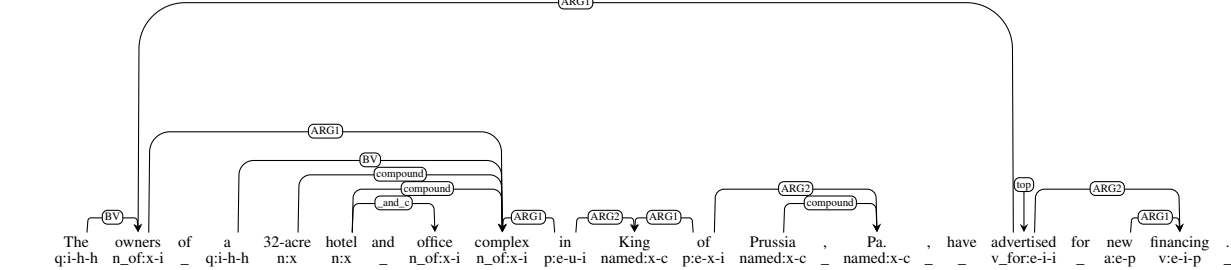 ARG1
ARG1
BV
compound
compound ARG2 top ARG2
_and_c compound
BV ARG1 ARG2 ARG1 ARG1
The owners of a 32-acre hotel and office complex in King of Prussia , Pa. , have advertised for new financing .
q:i-h-h n_of:x-i _ q:i-h-h n:x n:x _ n_of:x-i n_of:x-i p:e-u-i named:x-c p:e-x-i named:x-c _ named:x-c _ _ v_for:e-i-i _ a:e-p v:e-i-p _